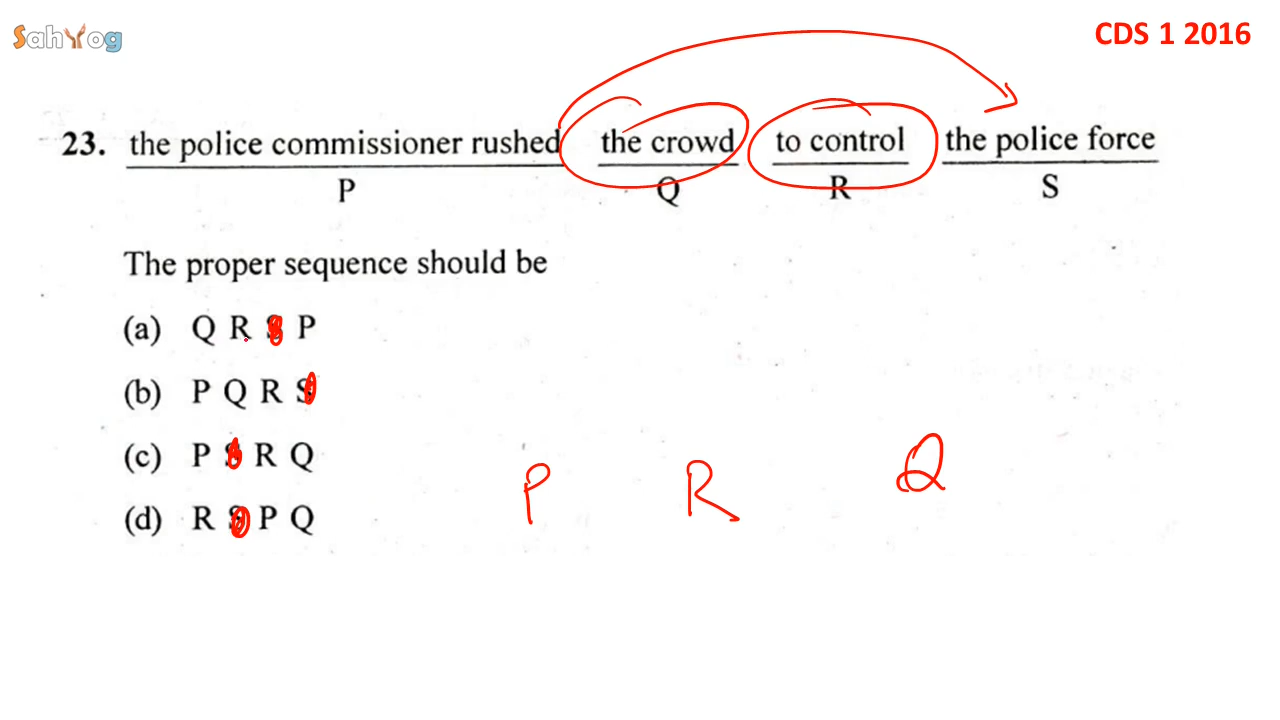 SahYog
CDS 1 2016
23. the police commissioner rushed the crowd to control the police force
P Q R S
The proper sequence should be
(a) Q R S P
(b) P Q R S
(c) P S R Q
(d) R S P Q
P R Q